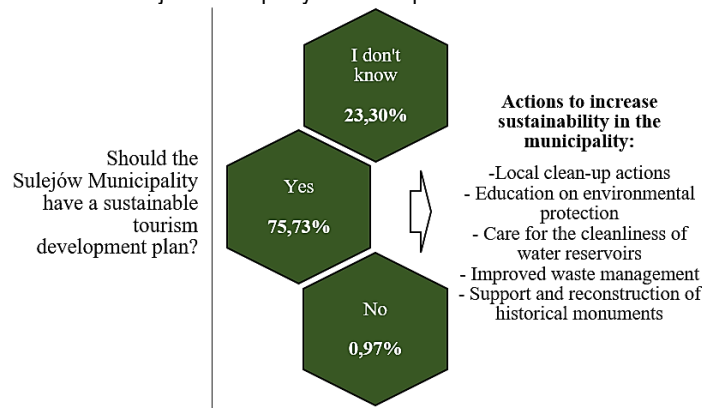 Should the
Sulejów Municipality
have a sustainable
tourism
development plan?
I don't
know
23,30%
Yes
75,73%
No
0,97%
Actions to increase
sustainability in the
municipality:
-Local clean-up actions
- Education on environmental
protection
- Care for the cleanliness of
water reservoirs
- Improved waste management
- Support and reconstruction of
historical monuments